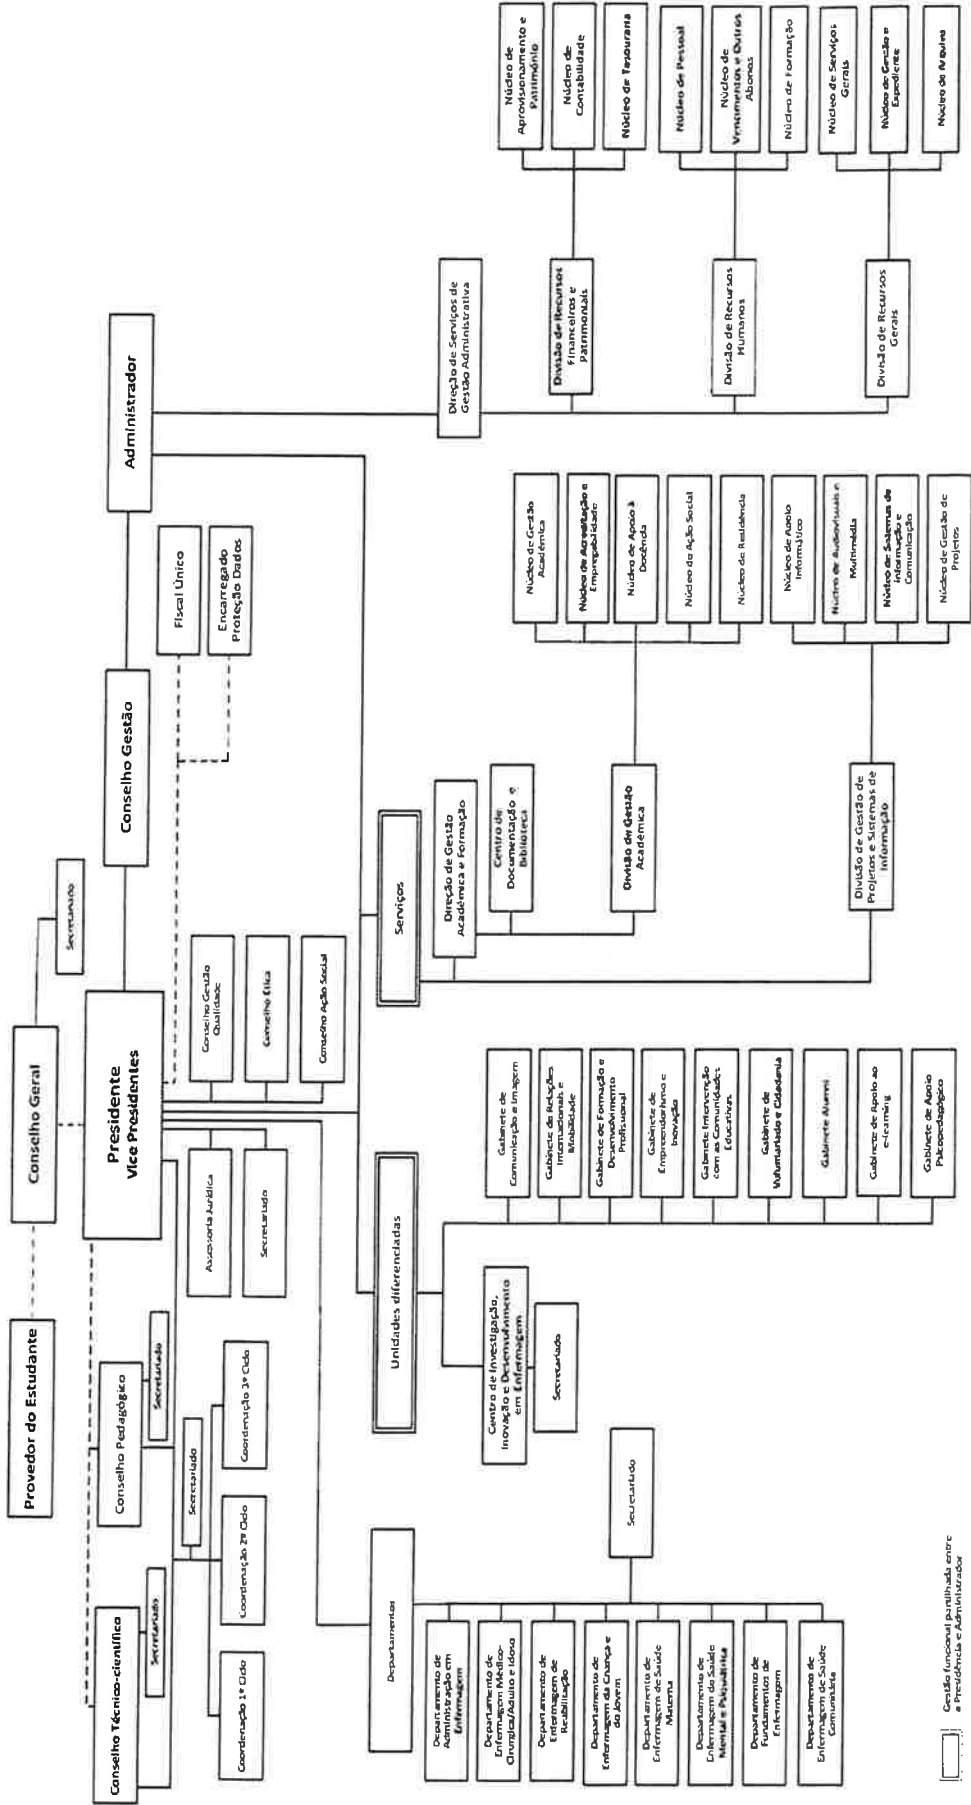 Provedor do Estudante
Conselho Geral
Secretariado
Conselho Técnico-científico
Secretariado
Conselho Pedagógico
Secretariado
Presidente
Vice Presidentes
Conselho Gestão
Administrador
Secretariado
Coordenação 1º Ciclo
Coordenação 2º Ciclo
Coordenação 3º Ciclo
Assessoria Jurídica
Secretariado
Conselho Gestão
Qualidade
Conselho Ética
Conselho Ação Social
Fiscal Único
Encarregado
Proteção Dados
Departamentos
Departamento de
Administração em
Enfermagem
Departamento de
Enfermagem Médico-
Cirurgica/Adulto e Idoso
Departamento de
Enfermagem de
Reabilitação
Departamento de
Enfermagem da Criança e
do Jovem
Departamento de
Enfermagem de Saúde
Materna
Departamento de
Enfermagem de Saúde
Mental e Psiquiátrica
Departamento de
Fundamentos de
Enfermagem
Departamento de
Enfermagem de Saúde
Comunitária
Secretariado
Unidades diferenciadas
Centro de Investigação,
Inovação e Desenvolvimento
em Enfermagem
Secretariado
Gabinete de
Comunicação e Imagem
Gabinete de Relações
Internacionais e
Mobilidade
Gabinete de Formação e
Desenvolvimento
Profissional
Gabinete de
Empreendorismo e
Inovação
Gabinete Intervenção
com as Comunidades
Educativas
Gabinete de
Voluntariado e Cidadania
Gabinete Alumni
Gabinete de Apoio ao
e-learning
Gabinete de Apoio
Psicopedagógico
Serviços
Direção de Gestão
Académica e Formação
Centro de
Documentação e
Biblioteca
Divisão de Gestão
Académica
Núcleo de Gestão
Académica
Núcleo de Acreditação e
Empregabilidade
Núcleo de Apoio à
Docência
Núcleo de Ação Social
Núcleo de Residência
Divisão de Gestão de
Projetos e Sistemas de
Informação
Núcleo de Apoio
Informático
Núcleo de Audiovisuais e
Multimédia
Núcleo de Sistemas de
Informação e
Comunicação
Núcleo de Gestão de
Projetos
Direção de Serviços de
Gestão Administrativa
Divisão de Recursos
Financeiros e
Patrimoniais
Núcleo de
Aprovisionamento e
Património
Núcleo de
Contabilidade
Núcleo de Tesouraria
Divisão de Recursos
Humanos
Núcleo de Pessoal
Núcleo de
Vencimentos e Outros
Abonos
Núcleo de Formação
Divisão de Recursos
Gerais
Núcleo de Serviços
Gerais
Núcleo de Gestão e
Expediente
Núcleo de Arquivo
Gestão funcional partilhada entre
a Presidência e Administrador